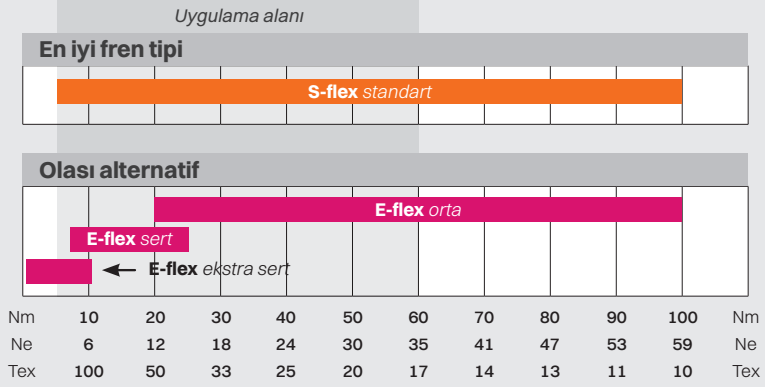 Uygulama alanı
En iyi fren tipi
S-flex standart
Olası alternatif
E-flex orta
E-flex sert
E-flex ekstra sert
Nm 10 20 30 40 50 60 70 80 90 100 Nm
Ne 6 12 18 24 30 35 41 47 53 59 Ne
Tex 100 50 33 25 20 17 14 13 11 10 Tex